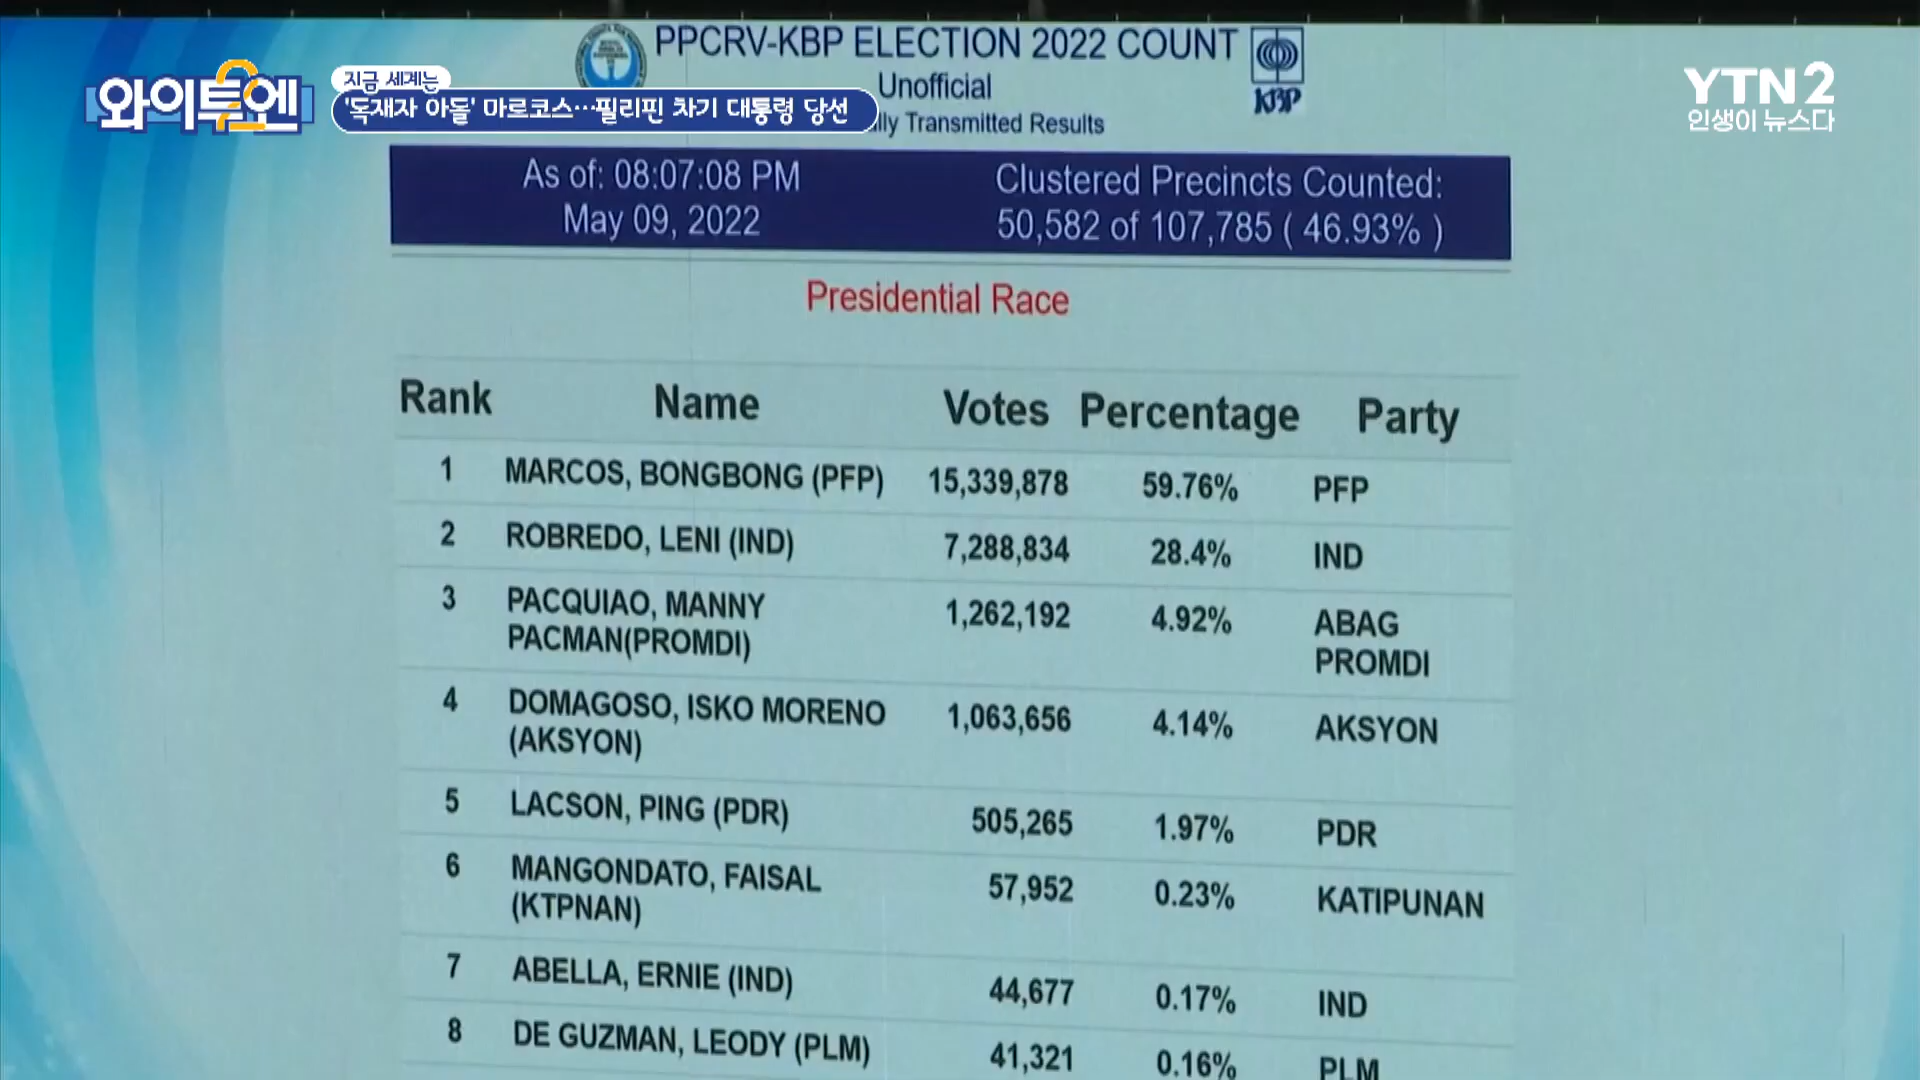 PPCRV-KBP ELECTION 2022 COUNT
KBP
와이투엔
지금 세계는
'독재자 아돌' 마르코스…필리핀 차기 대통령 당선
Unofficial
Transmitted Results
YTN2
인생이 뉴스다
As of: 08:07:08 PM
May 09, 2022
Clustered Precincts Counted:
50,582 of 107,785 ( 46.93% )
Presidential Race
Rank Name Votes Percentage Party
1 MARCOS, BONGBONG (PFP) 15,339,878 59.76% PFP
2 ROBREDO, LENI (IND) 7,288,834 28.4% IND
3 PACQUIAO, MANNY 1,262,192 4.92% ABAG
PACMAN(PROMDI) PROMDI
4 DOMAGOSO, ISKO MORENO 1,063,656 4.14% AKSYON
(AKSYON)
5 LACSON, PING (PDR) 505,265 1.97% PDR
6 MANGONDATO, FAISAL 57,952 0.23% KATIPUNAN
(KTPNAN)
7 ABELLA, ERNIE (IND) 44,677 0.17% IND
8 DE GUZMAN, LEODY (PLM) 41,321 0.16% PLM